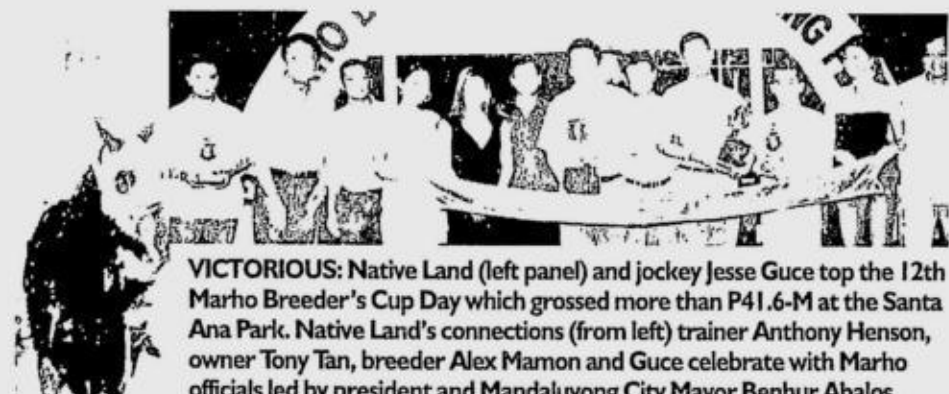 VICTORIOUS: Native Land (left panel) and jockey Jesse Guce top the 12th
Marho Breeder's Cup Day which grossed more than P41.6-M at the Santa
Ana Park. Native Land's connections (from left) trainer Anthony Henson,
owner Tony Tan, breeder Alex Mamon and Guce celebrate with Marho
officials led by president and Mandaluyong City Mayor Benhur Abalos.